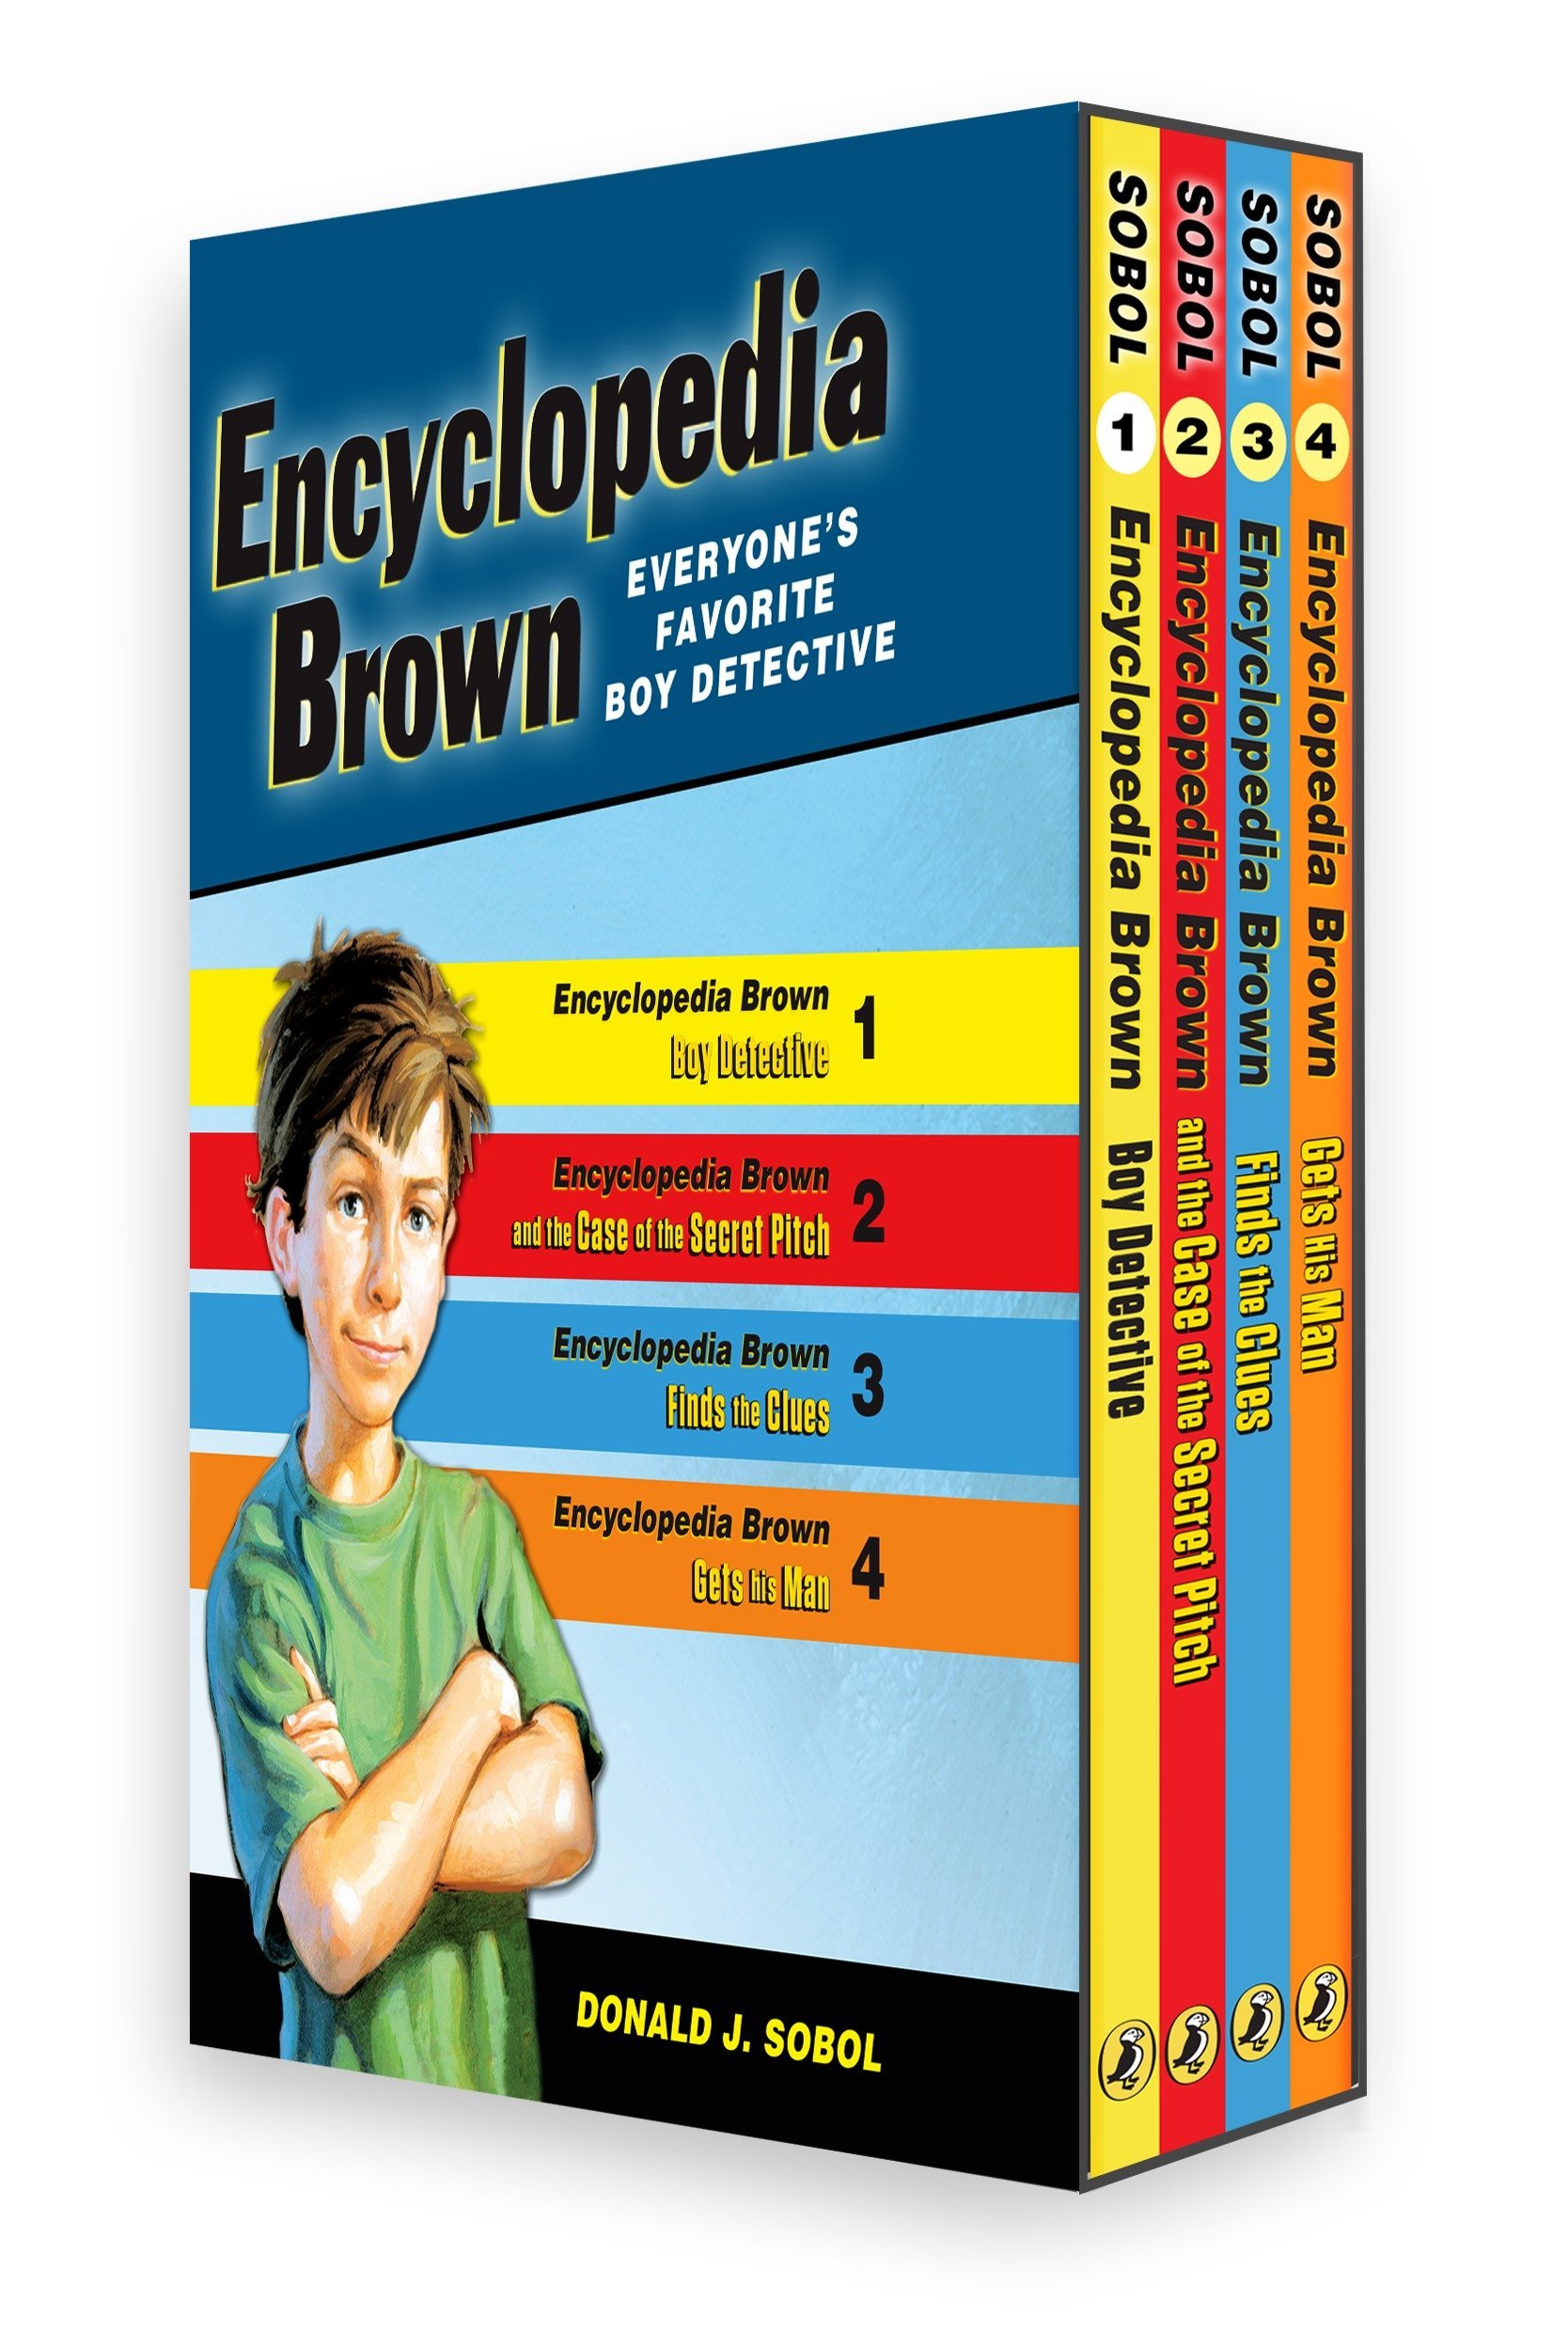 Encyclopedia
Brown
EVERYONE'S
FAVORITE
BOY DETECTIVE
Encyclopedia Brown
Boy Detective
1
Encyclopedia Brown
and the Case of the Secret Pitch
2
Encyclopedia Brown
Finds the Clues
3
Encyclopedia Brown
Gets his Man
4
DONALD J. SOBOL
SOBOL 1 Encyclopedia Brown Boy Detective
SOBOL 2 Encyclopedia Brown and the Case of the Secret Pitch
SOBOL 3 Encyclopedia Brown Finds the Clues
SOBOL 4 Encyclopedia Brown Gets His Man